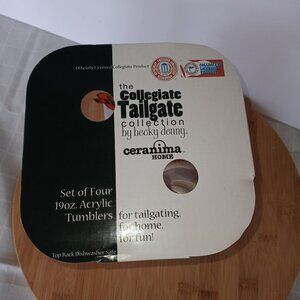 Officially Licensed Collegiate Product
the
Collegiate
Tailgate
collection
by becky denny.
ceranima
HOME
Set of Four
19oz. Acrylic
Tumblers
for tailgating.
for home.
for fun!
Top Rack Dishwasher Safe